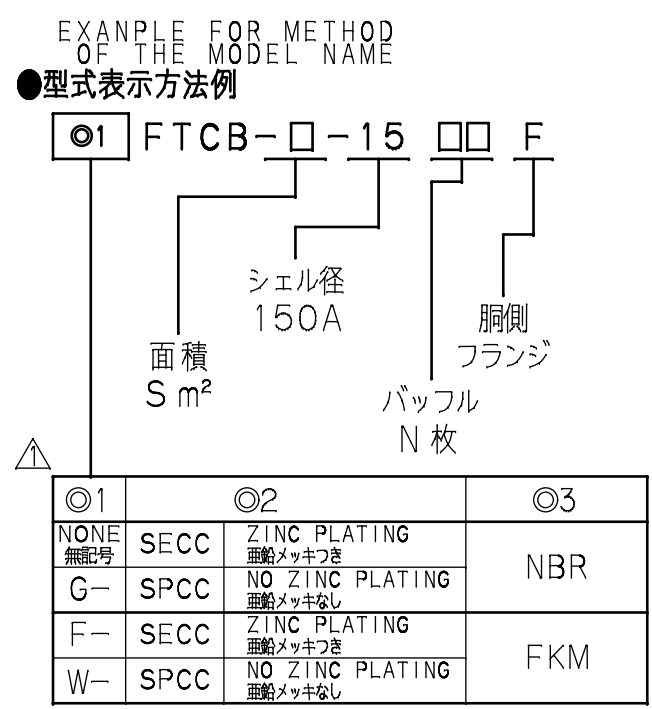 EXANPLE FOR METHOD
OF THE MODEL NAME
●型式表示方法例
◎1 FTCB-□-15 □□ F
シェル径
150A
胴側
フランジ
面積
S m²
バッフル
N 枚
1
◎1 ◎2 ◎3
NONE SECC ZINC PLATING NBR
無記号 亜鉛メッキつき
G- SPCC NO ZINC PLATING
亜鉛メッキなし
F- SECC ZINC PLATING FKM
亜鉛メッキつき
W- SPCC NO ZINC PLATING
亜鉛メッキなし